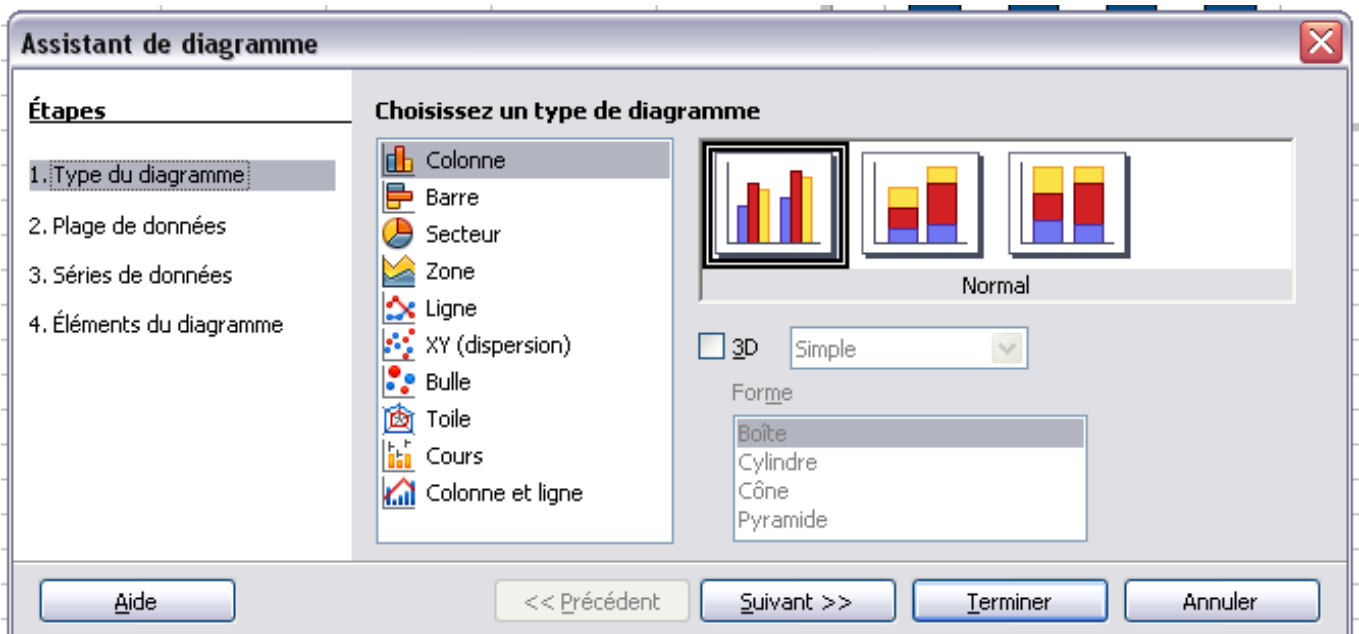 Assistant de diagramme
Étapes
1. Type du diagramme
2. Plage de données
3. Séries de données
4. Éléments du diagramme
Choisissez un type de diagramme
Colonne
Barre
Secteur
Zone
Ligne
XY (dispersion)
Bulle
Toile
Cours
Colonne et ligne
Normal
3D Simple
Forme
Boîte
Cylindre
Cône
Pyramide
Aide << Précédent Suivant >> Terminer Annuler